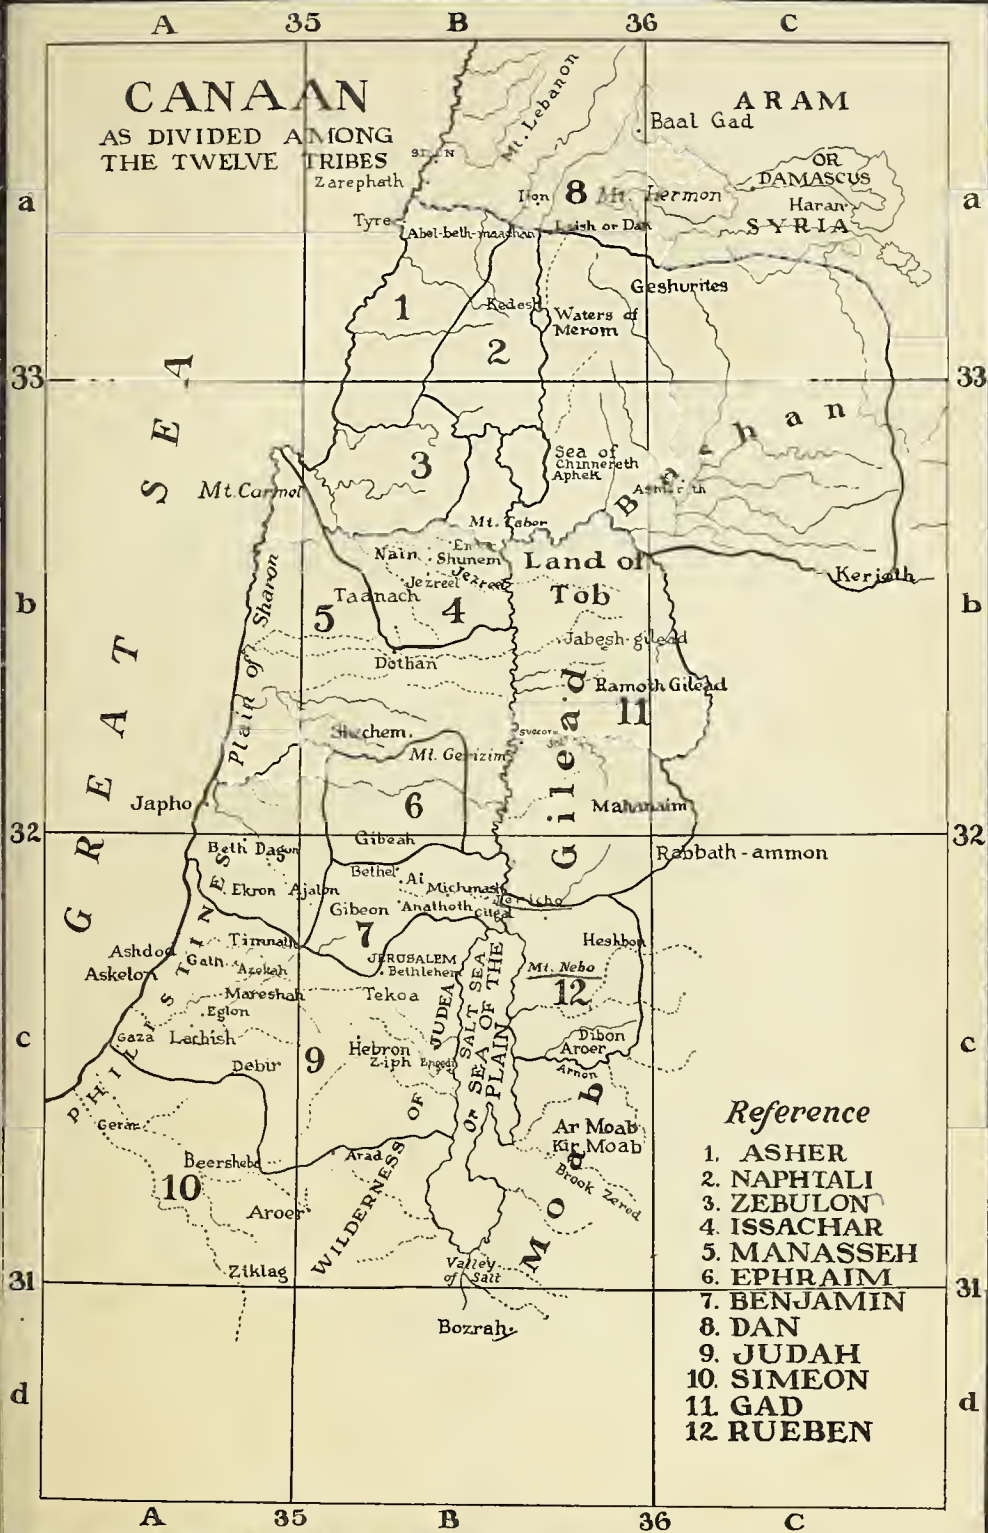 A 35 B 36 C
CANAAN
AS DIVIDED AMONG
THE TWELVE TRIBES
ARAM
Mt. Lebanon
Baal Gad
Zarephath
OR
DAMASCUS
8 Mt. Hermon
Haran
SYRIA
a
a
Tyre
Abel-beth-maachah
Laish or Dan
Geshurites
1
Kedesh
Waters of
Merom
2
33
33
GREAT SEA
Bashan
3
Sea of
Chinnereth
Aphek
Mt. Carmel
Mt. Tabor
Nain
Shunem
Land of
Tob
Kerioth
Jezreel
Jezreel
Taanach
b
b
5
4
Plain of Sharon
Jabesh-gilead
Dothan
Ramoth Gilead
11
Gilead
Shechem.
Mt. Gerizim
Japho
6
Mahanaim
32
32
Gibeah
Beth Dagon
Rabbath-ammon
Bethel
Ai
Michmash
Ekron
Ajalon
Jericho
Gibeon
Anathoth
Gilgal
7
PHILISTINES
Timnath
Heshbon
Ashdod
Gath
Azekah
JERUSALEM
Bethlehem
Mt. Nebo
Askelon
12
Mareshah
Tekoa
Eglon
SALT SEA
OR SEA OF THE
PLAIN
Gaza
Lachish
Hebron
Dibon
Aroer
c
c
9
Ziph
Engedi
Debir
Arnon
WILDERNESS OF JUDEA
Moab
Gerar
Ar Moab
Kir Moab
Beersheba
Arad
Brook Zered
10
Aroer
Ziklag
Valley
of Salt
31
31
Bozrah
Reference
1. ASHER
2. NAPHTALI
3. ZEBULON
4. ISSACHAR
5. MANASSEH
6. EPHRAIM
7. BENJAMIN
8. DAN
9. JUDAH
10. SIMEON
11. GAD
12. RUEBEN
d
d
A 35 B 36 C